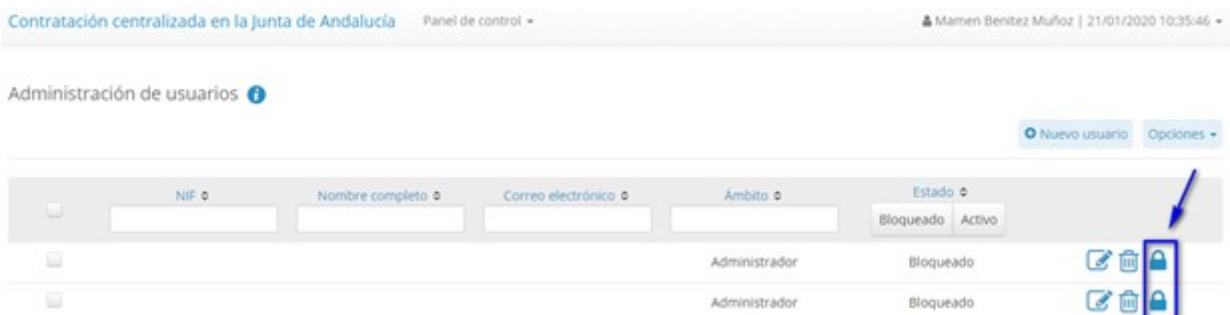 Contratación centralizada en la Junta de Andalucía Panel de control Mamen Benitez Muñoz | 21/01/2020 10:35:46
Administración de usuarios
Nuevo usuario Opciones
NIF Nombre completo Correo electrónico Ámbito Estado
Bloqueado Activo
Administrador Bloqueado
Administrador Bloqueado